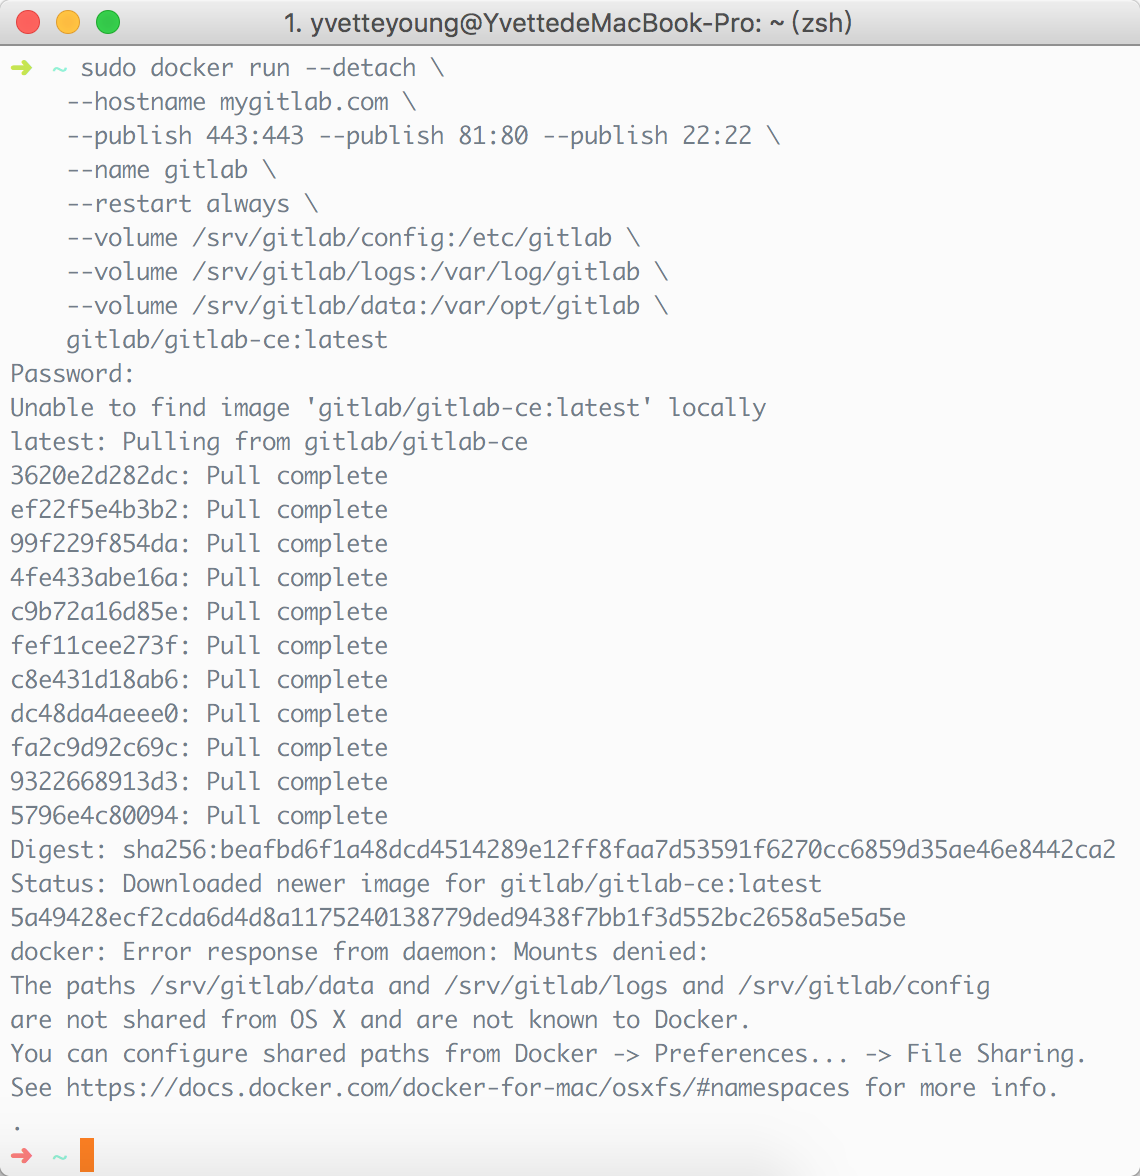 1. yvetteyoung@YvettedeMacBook-Pro: ~ (zsh)
➜ ~ sudo docker run --detach \
    --hostname mygitlab.com \
    --publish 443:443 --publish 81:80 --publish 22:22 \
    --name gitlab \
    --restart always \
    --volume /srv/gitlab/config:/etc/gitlab \
    --volume /srv/gitlab/logs:/var/log/gitlab \
    --volume /srv/gitlab/data:/var/opt/gitlab \
    gitlab/gitlab-ce:latest
Password:
Unable to find image 'gitlab/gitlab-ce:latest' locally
latest: Pulling from gitlab/gitlab-ce
3620e2d282dc: Pull complete
ef22f5e4b3b2: Pull complete
99f229f854da: Pull complete
4fe433abe16a: Pull complete
c9b72a16d85e: Pull complete
fef11cee273f: Pull complete
c8e431d18ab6: Pull complete
dc48da4aeee0: Pull complete
fa2c9d92c69c: Pull complete
9322668913d3: Pull complete
5796e4c80094: Pull complete
Digest: sha256:beafbd6f1a48dcd4514289e12ff8faa7d53591f6270cc6859d35ae46e8442ca2
Status: Downloaded newer image for gitlab/gitlab-ce:latest
5a49428ecf2cda6d4d8a1175240138779ded9438f7bb1f3d552bc2658a5e5a5e
docker: Error response from daemon: Mounts denied:
The paths /srv/gitlab/data and /srv/gitlab/logs and /srv/gitlab/config
are not shared from OS X and are not known to Docker.
You can configure shared paths from Docker -> Preferences... -> File Sharing.
See https://docs.docker.com/docker-for-mac/osxfs/#namespaces for more info.
.
➜ ~